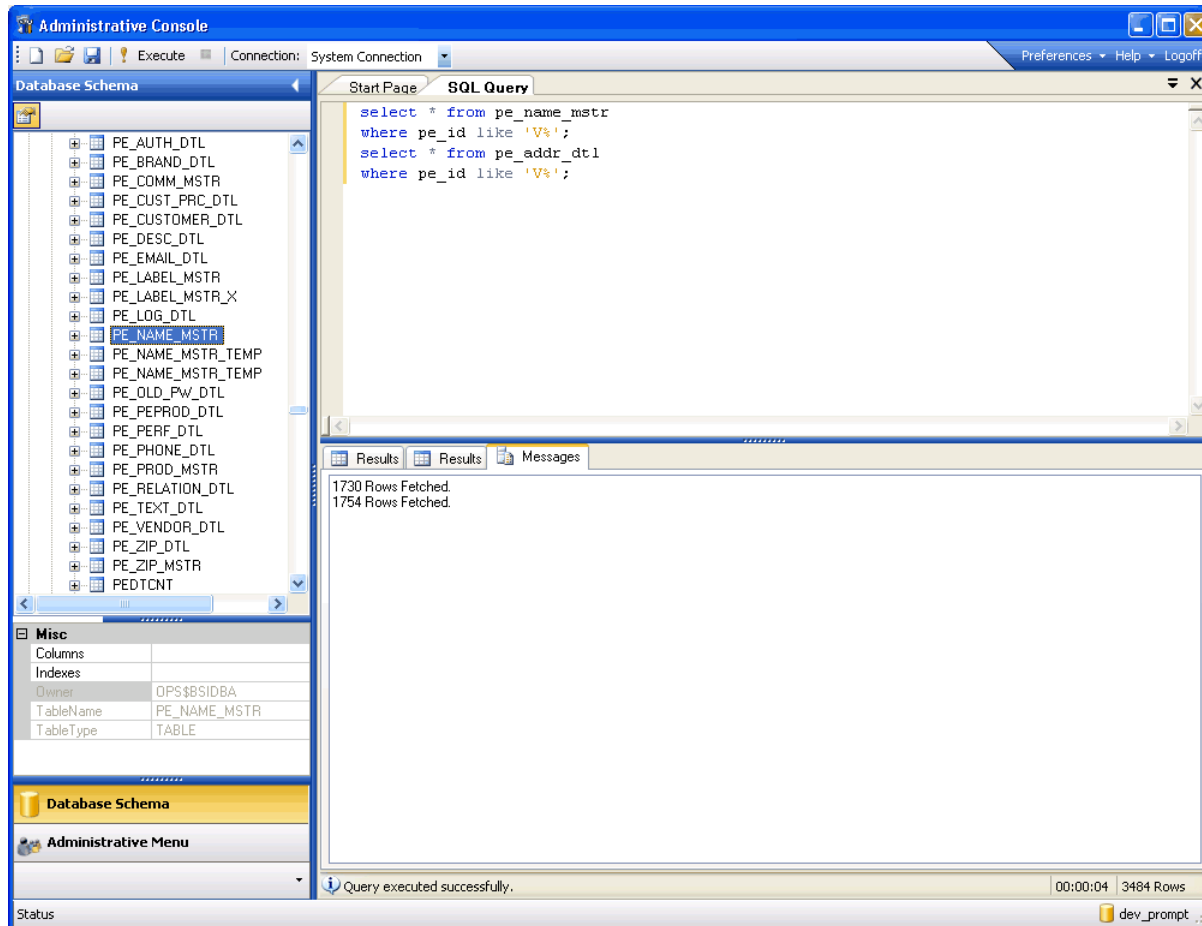 Administrative Console
Execute Connection: System Connection Preferences Help Logoff
Database Schema
Start Page SQL Query X
select * from pe_name_mstr
where pe_id like 'V%';
select * from pe_addr_dtl
where pe_id like 'V%';
PE_AUTH_DTL
PE_BRAND_DTL
PE_COMM_MSTR
PE_CUST_PRC_DTL
PE_CUSTOMER_DTL
PE_DESC_DTL
PE_EMAIL_DTL
PE_LABEL_MSTR
PE_LABEL_MSTR_X
PE_LOG_DTL
PE_NAME_MSTR
PE_NAME_MSTR_TEMP
PE_NAME_MSTR_TEMP
PE_OLD_PW_DTL
PE_PEPROD_DTL
PE_PERF_DTL
PE_PHONE_DTL
PE_PROD_MSTR
PE_RELATION_DTL
PE_TEXT_DTL
PE_VENDOR_DTL
PE_ZIP_DTL
PE_ZIP_MSTR
PEDTCNT
Results Results Messages
1730 Rows Fetched.
1754 Rows Fetched.
Misc
Columns
Indexes
Owner OPS$BSIDBA
TableName PE_NAME_MSTR
TableType TABLE
Database Schema
Administrative Menu
Query executed successfully. 00:00:04 3484 Rows
Status dev_prompt